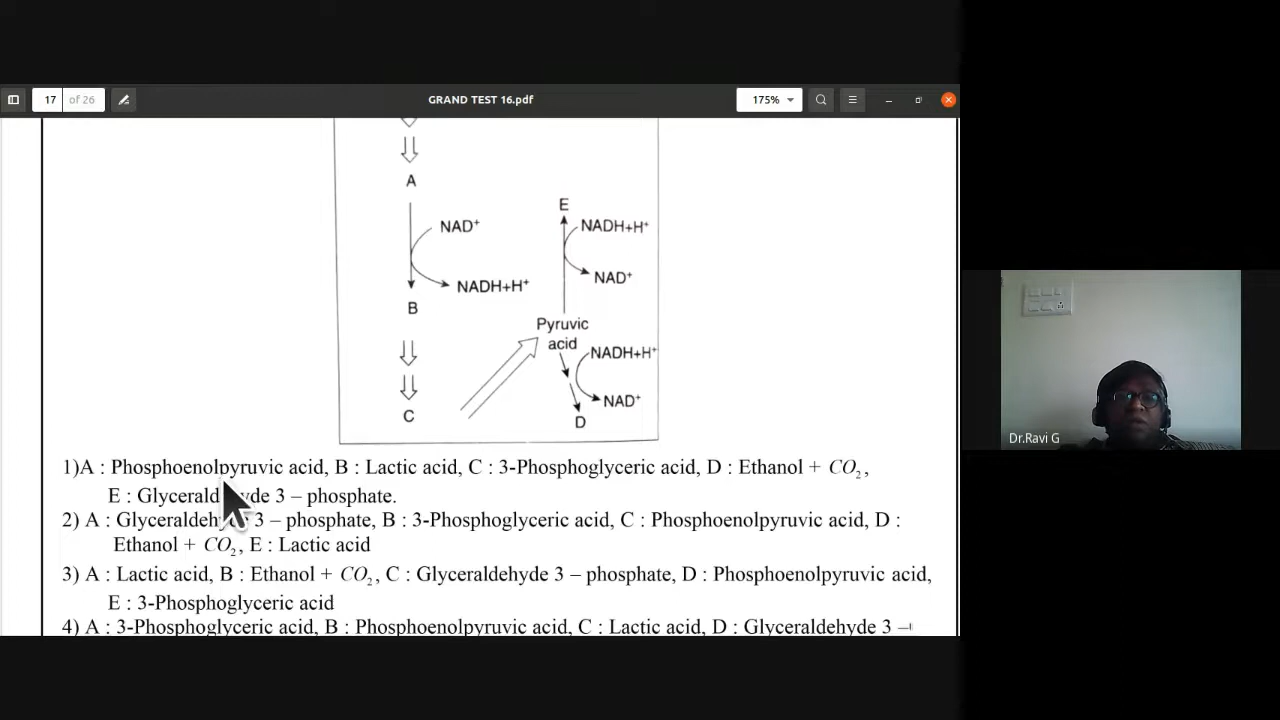 17 of 26
GRAND TEST 16.pdf
175%
A
NAD⁺
NADH+H⁺
B
C
E
NADH+H⁺
NAD⁺
Pyruvic
acid
NADH+H⁺
NAD⁺
D
1)A : Phosphoenolpyruvic acid, B : Lactic acid, C : 3-Phosphoglyceric acid, D : Ethanol + CO₂,
E : Glyceraldehyde 3 – phosphate.
2) A : Glyceraldehyde 3 – phosphate, B : 3-Phosphoglyceric acid, C : Phosphoenolpyruvic acid, D :
Ethanol + CO₂, E : Lactic acid
3) A : Lactic acid, B : Ethanol + CO₂, C : Glyceraldehyde 3 – phosphate, D : Phosphoenolpyruvic acid,
E : 3-Phosphoglyceric acid
4) A : 3-Phosphoglyceric acid, B : Phosphoenolpyruvic acid, C : Lactic acid, D : Glyceraldehyde 3 –
Dr.Ravi G